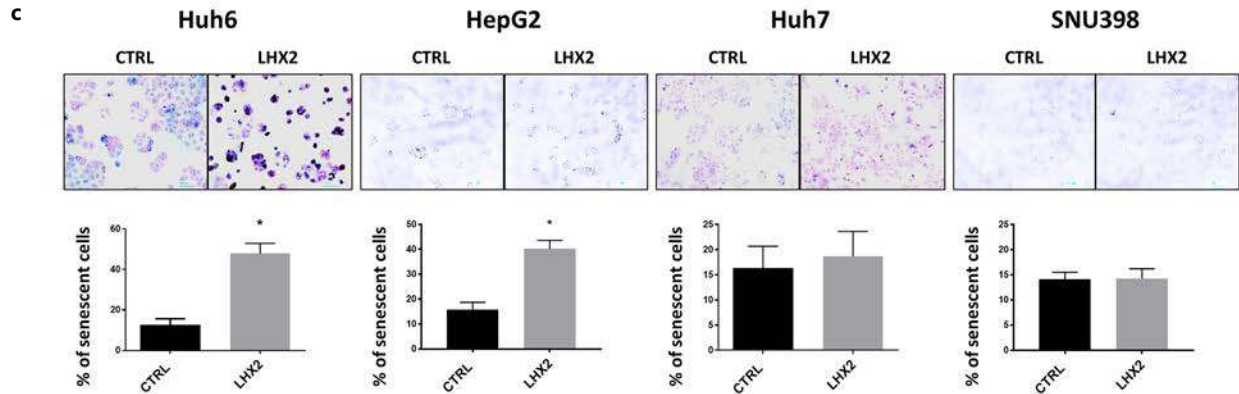 c
Huh6 HepG2 Huh7 SNU398
CTRL LHX2 CTRL LHX2 CTRL LHX2 CTRL LHX2
% of senescent cells
60
40
20
0
*
CTRL LHX2
% of senescent cells
50
40
30
20
10
0
*
CTRL LHX2
% of senescent cells
25
20
15
10
5
0
CTRL LHX2
% of senescent cells
25
20
15
10
5
0
CTRL LHX2